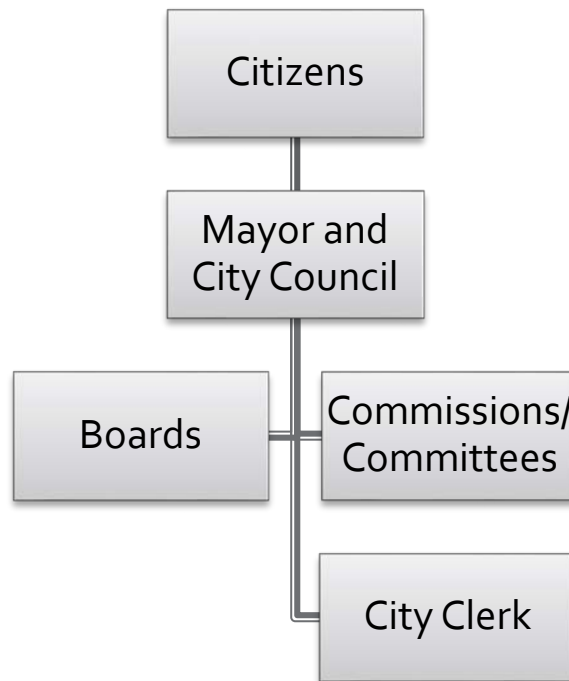 Citizens
Mayor and
City Council
Boards
Commissions/
Committees
City Clerk